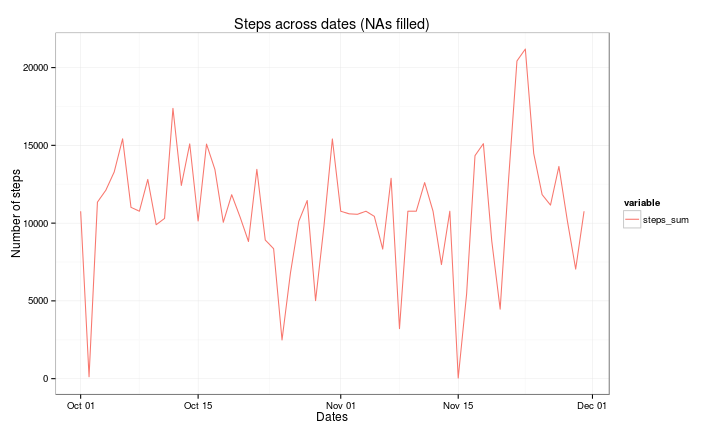 Steps across dates (NAs filled)
Number of steps
20000
15000
10000
5000
0
Oct 01 Oct 15 Nov 01 Nov 15 Dec 01
Dates
variable
steps_sum